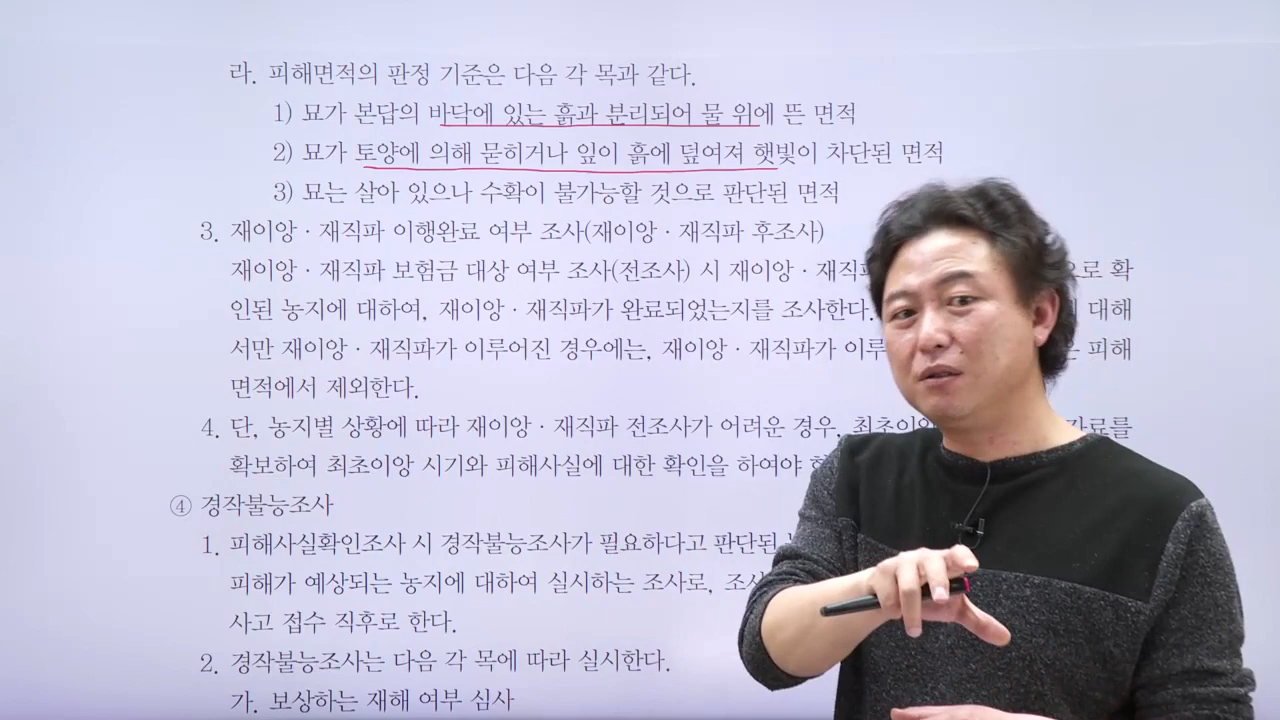 라. 피해면적의 판정 기준은 다음 각 목과 같다.
1) 묘가 본답의 바닥에 있는 흙과 분리되어 물 위에 뜬 면적
2) 묘가 토양에 의해 묻히거나 잎이 흙에 덮여져 햇빛이 차단된 면적
3) 묘는 살아 있으나 수확이 불가능할 것으로 판단된 면적
3. 재이앙 · 재직파 이행완료 여부 조사(재이앙 · 재직파 후조사)
재이앙 · 재직파 보험금 대상 여부 조사(전조사) 시 재이앙 · 재직 으로 확
인된 농지에 대하여, 재이앙 · 재직파가 완료되었는지를 조사한다. 대해
서만 재이앙 · 재직파가 이루어진 경우에는, 재이앙 · 재직파가 이루 피해
면적에서 제외한다.
4. 단, 농지별 상황에 따라 재이앙 · 재직파 전조사가 어려운 경우, 최초이앙
확보하여 최초이앙 시기와 피해사실에 대한 확인을 하여야
④ 경작불능조사
1. 피해사실확인조사 시 경작불능조사가 필요하다고 판단된
피해가 예상되는 농지에 대하여 실시하는 조사로, 조사
사고 접수 직후로 한다.
2. 경작불능조사는 다음 각 목에 따라 실시한다.
가. 보상하는 재해 여부 심사